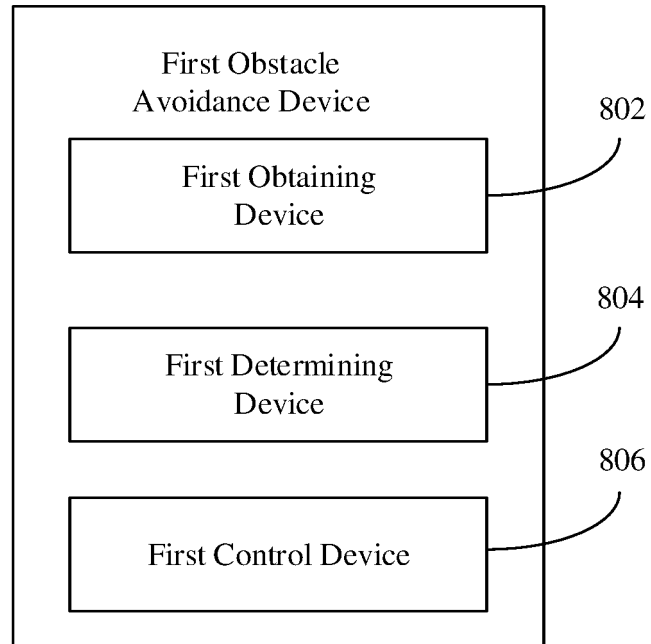 First Obstacle
Avoidance Device
802
First Obtaining
Device
804
First Determining
Device
806
First Control Device